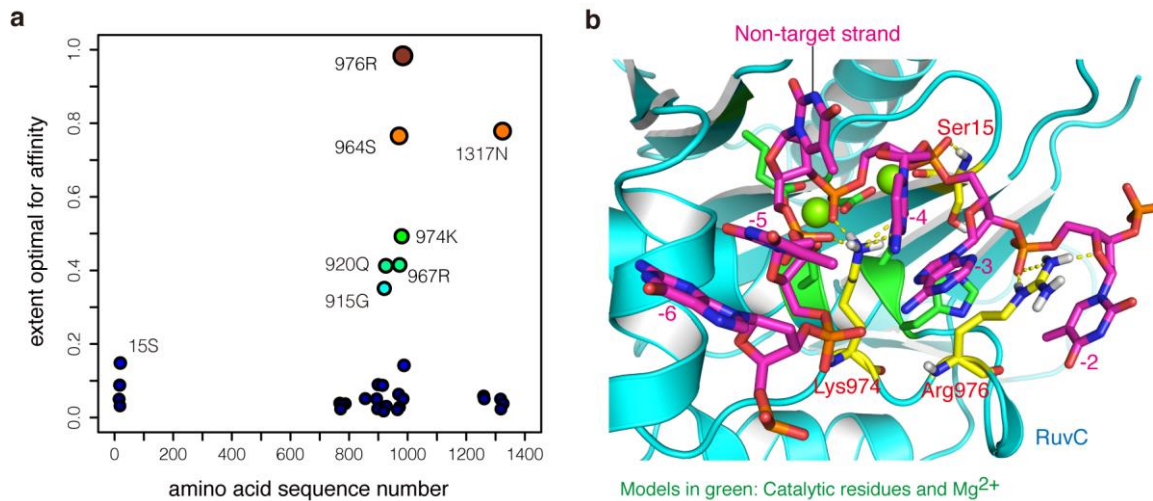 a
extent optimal for affinity
1.0
0.8
0.6
0.4
0.2
0.0
976R
964S
1317N
974K
920Q
967R
915G
15S
0 200 400 600 800 1000 1200 1400
amino acid sequence number
b
Non-target strand
Ser15
-5
-4
-3
-6
-2
Lys974
Arg976
RuvC
Models in green: Catalytic residues and Mg2+